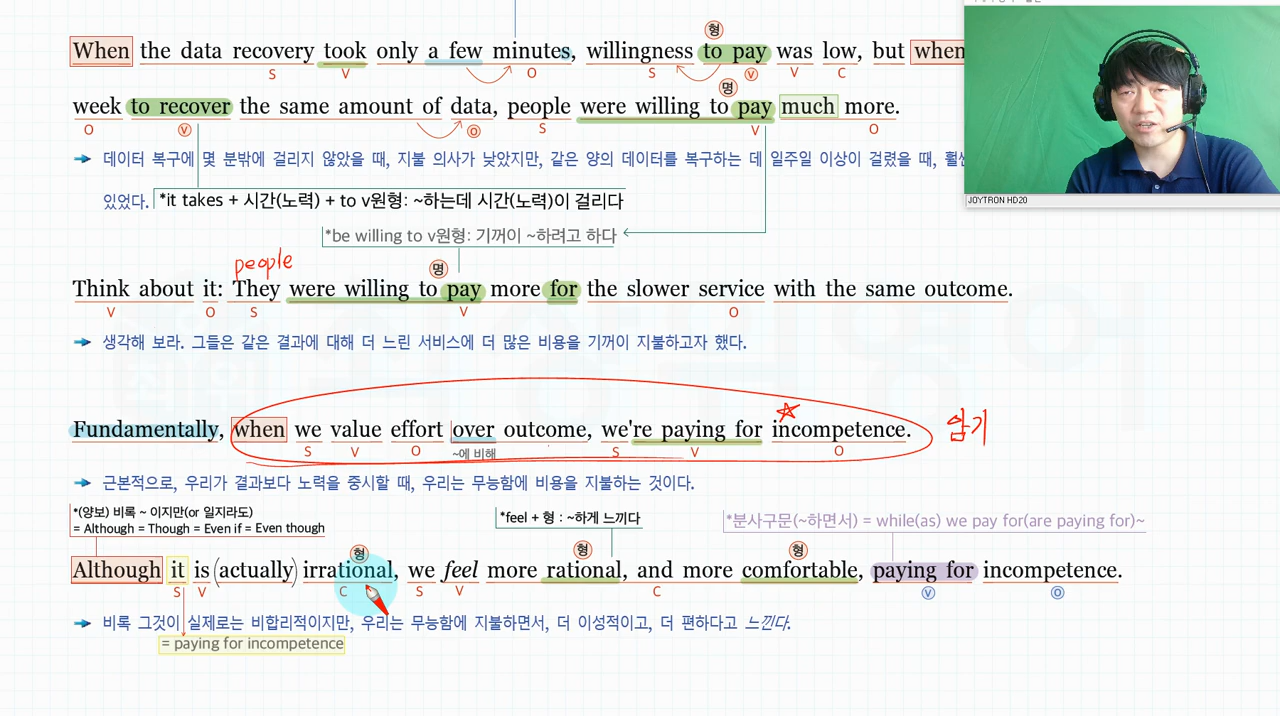 형
When the data recovery took only a few minutes, willingness to pay was low, but when
S V O S ⓥ V C
명
week to recover the same amount of data, people were willing to pay much more.
O ⓥ ⓞ S V O
데이터 복구에 몇 분밖에 걸리지 않았을 때, 지불 의사가 낮았지만, 같은 양의 데이터를 복구하는 데 일주일 이상이 걸렸을 때, 훨씬
있었다. *it takes + 시간(노력) + to v원형: ~하는데 시간(노력)이 걸리다
JOYTRON HD20
*be willing to v원형: 기꺼이 ~하려고 하다
people 명
Think about it: They were willing to pay more for the slower service with the same outcome.
V O S V O
생각해 보라. 그들은 같은 결과에 대해 더 느린 서비스에 더 많은 비용을 기꺼이 지불하고자 했다.
Fundamentally, when we value effort over outcome, we're paying for incompetence. 암기
S V O ~에 비해 S V O
근본적으로, 우리가 결과보다 노력을 중시할 때, 우리는 무능함에 비용을 지불하는 것이다.
*(양보) 비록 ~ 이지만(or 일지라도)
= Although = Though = Even if = Even though
*feel + 형 : ~하게 느끼다
*분사구문(~하면서) = while(as) we pay for(are paying for)~
형 형 형
Although it is (actually) irrational, we feel more rational, and more comfortable, paying for incompetence.
S V C S V C ⓥ ⓞ
비록 그것이 실제로는 비합리적이지만, 우리는 무능함에 지불하면서, 더 이성적이고, 더 편하다고 느낀다.
= paying for incompetence